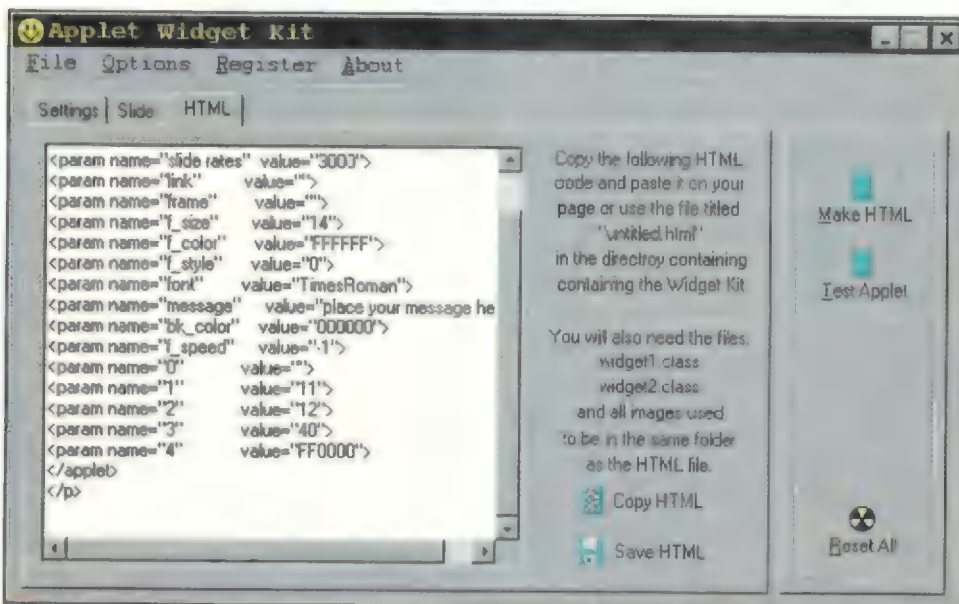 Applet Widget Kit
File Options Register About
Settings Slide HTML
<param name="slide rates" value="3000">
<param name="link" value="">
<param name="frame" value="">
<param name="f_size" value="14">
<param name="f_color" value="FFFFFF">
<param name="f_style" value="0">
<param name="font" value="TimesRoman">
<param name="message" value="place your message he
<param name="bk_color" value="000000">
<param name="f_speed" value="-1">
<param name="0" value="">
<param name="1" value="11">
<param name="2" value="12">
<param name="3" value="40">
<param name="4" value="FF0000">
</applet>
</p>
Copy the following HTML
code and paste it on your
page or use the file titled
"\untitled.html"
in the directroy containing
containing the Widget Kit
You will also need the files.
widget1.class
widget2.class
and all images used
to be in the same folder
as the HTML file.
Copy HTML
Save HTML
Make HTML
Test Applet
Reset All